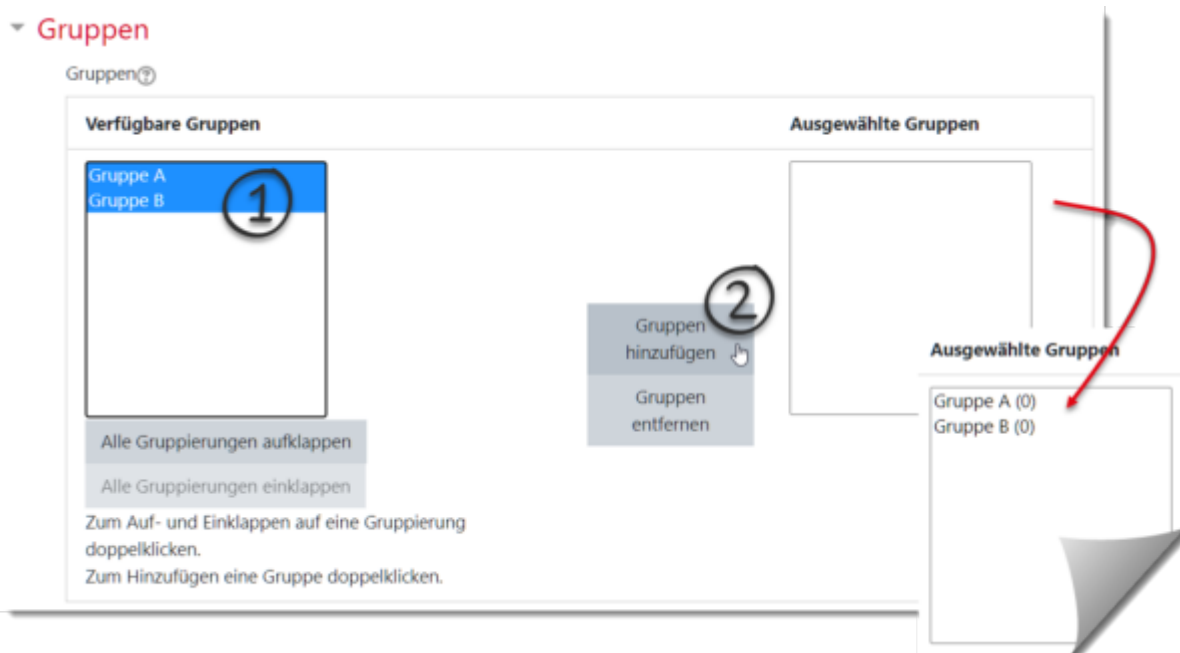 Gruppen
Gruppen?
Verfügbare Gruppen
Ausgewählte Gruppen
Gruppe A
Gruppe B
1
2
Gruppen
hinzufügen
Gruppen
entfernen
Alle Gruppierungen aufklappen
Alle Gruppierungen einklappen
Zum Auf- und Einklappen auf eine Gruppierung
doppelklicken.
Zum Hinzufügen eine Gruppe doppelklicken.
Ausgewählte Gruppen
Gruppe A (0)
Gruppe B (0)